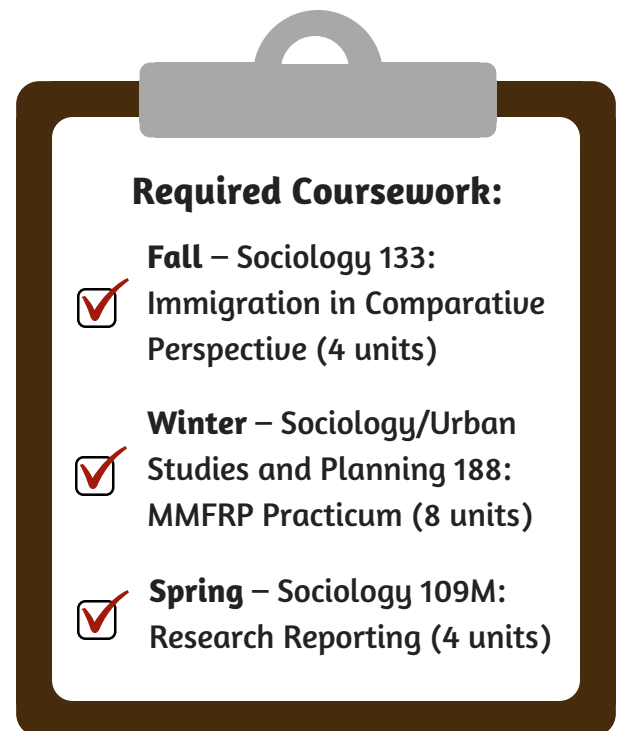 Required Coursework:
Fall – Sociology 133:
Immigration in Comparative
Perspective (4 units)
Winter – Sociology/Urban
Studies and Planning 188:
MMFRP Practicum (8 units)
Spring – Sociology 109M:
Research Reporting (4 units)